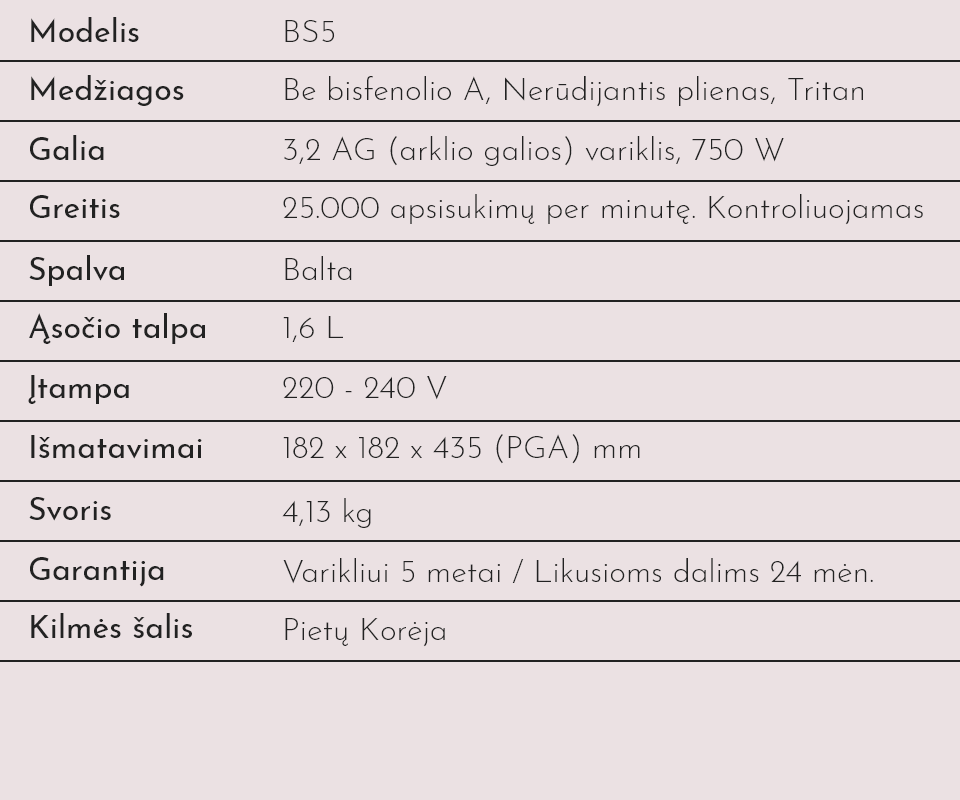 Modelis BS5
Medžiagos Be bisfenolio A, Nerūdijantis plienas, Tritan
Galia 3,2 AG (arklio galios) variklis, 750 W
Greitis 25.000 apsisukimų per minutę. Kontroliuojamas
Spalva Balta
Ąsočio talpa 1,6 L
Įtampa 220 - 240 V
Išmatavimai 182 x 182 x 435 (PGA) mm
Svoris 4,13 kg
Garantija Varikliui 5 metai / Likusioms dalims 24 mėn.
Kilmės šalis Pietų Korėja